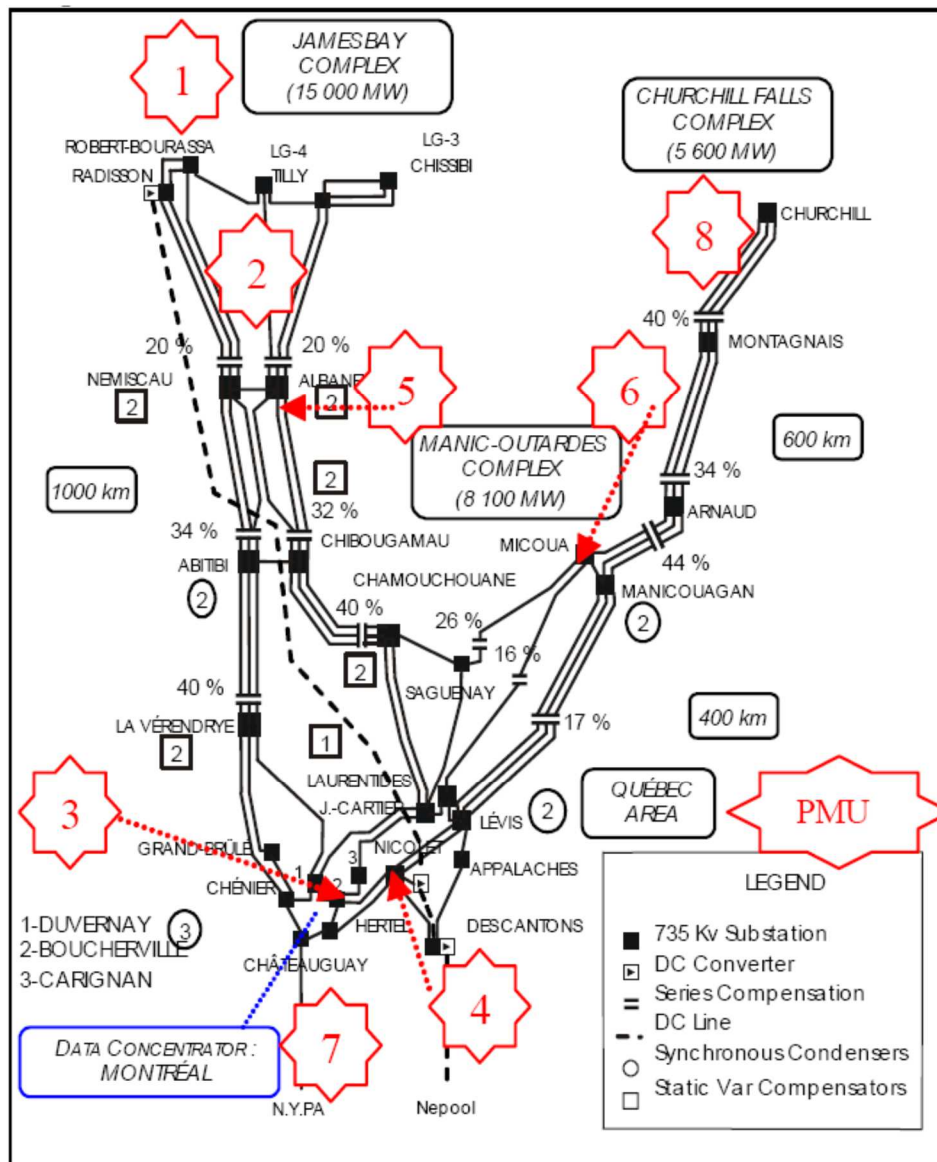 1
JAMESBAY
COMPLEX
(15 000 MW)
CHURCHILL FALLS
COMPLEX
(5 600 MW)
ROBERT-BOURASSA
RADISSON
LG-4
TILLY
LG-3
CHISSIBI
2
8
CHURCHILL
20 %
20 %
40 %
MONTAGNAIS
NEMISCAU
2
ALBANE
2
5
6
MANIC-OUTARDES
COMPLEX
(8 100 MW)
600 km
1000 km
2
32 %
34 %
34 %
ARNAUD
CHIBOUGAMAU
MICOUA
44 %
ABITIBI
2
CHAMOUCHOUANE
MANICOUAGAN
2
40 %
26 %
16 %
2
SAGUENAY
40 %
17 %
400 km
LA VÉRENDRYE
2
1
LAURENTIDES
J.-CARTIER
LÉVIS
2
QUÉBEC
AREA
PMU
3
GRAND-BRÛLÉ
NICOLET
3
APPALACHES
CHÉNIER
1
2
LEGEND
1-DUVERNAY
3
2-BOUCHERVILLE
3-CARIGNAN
HERTEL
DESCANTONS
CHÂTEAUGUAY
735 Kv Substation
DC Converter
Series Compensation
DC Line
Synchronous Condensers
Static Var Compensators
4
7
DATA CONCENTRATOR :
MONTRÉAL
N.Y.PA
Nepool